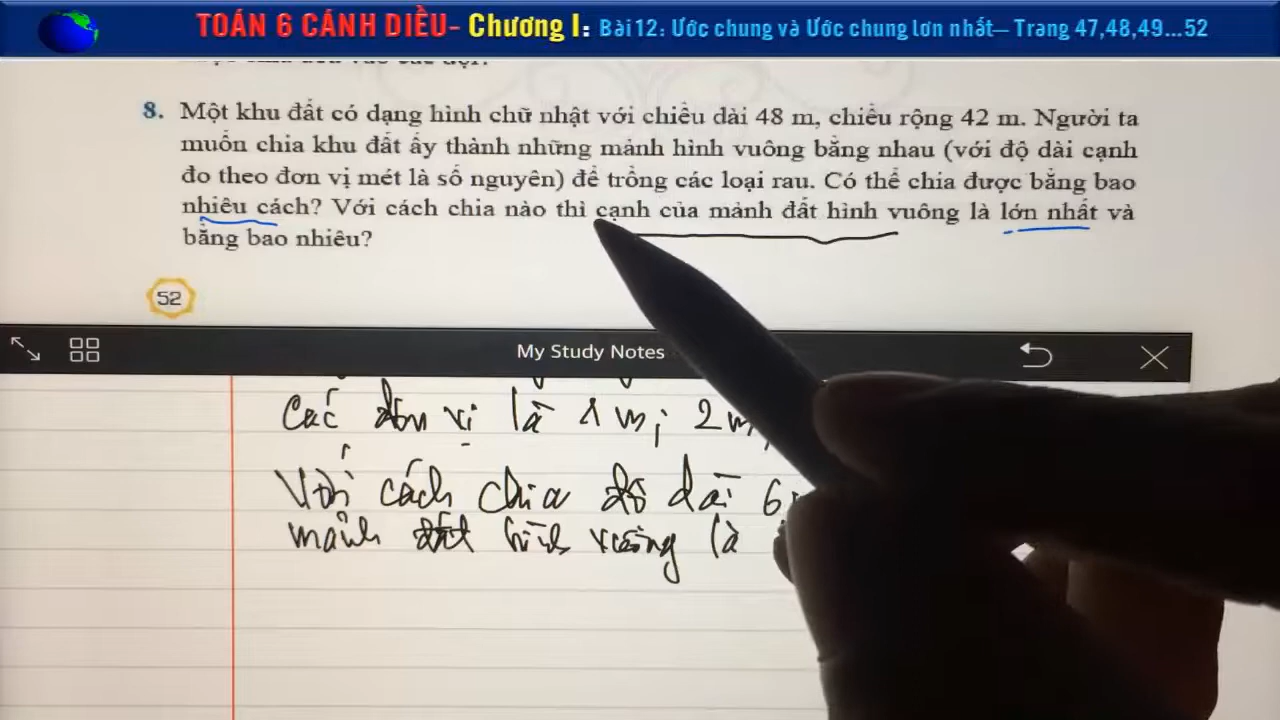 TOÁN 6 CÁNH DIỀU- Chương I: Bài 12: Ước chung và Ước chung lớn nhất– Trang 47,48,49...52
8. Một khu đất có dạng hình chữ nhật với chiều dài 48 m, chiều rộng 42 m. Người ta
muốn chia khu đất ấy thành những mảnh hình vuông bằng nhau (với độ dài cạnh
đo theo đơn vị mét là số nguyên) để trồng các loại rau. Có thể chia được bằng bao
nhiêu cách? Với cách chia nào thì cạnh của mảnh đất hình vuông là lớn nhất và
bằng bao nhiêu?
52
My Study Notes
Các đơn vị là 1 m; 2 m
Với cách chia độ dài 6
mảnh đất hình vuông là